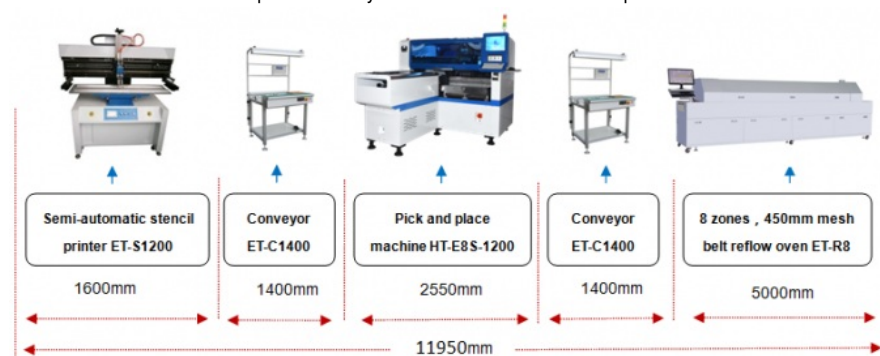 Semi-automatic stencil
printer ET-S1200
Conveyor
ET-C1400
Pick and place
machine HT-E8S-1200
Conveyor
ET-C1400
8 zones，450mm mesh
belt reflow oven ET-R8
1600mm
1400mm
2550mm
1400mm
5000mm
11950mm